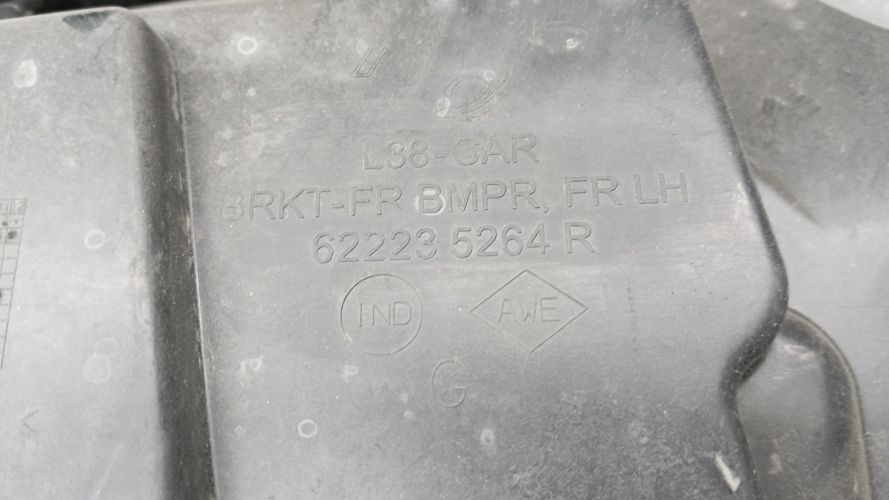 L38-CAR
BRKT-FR BMPR, FR LH
62223 5264 R
IND AWE
G